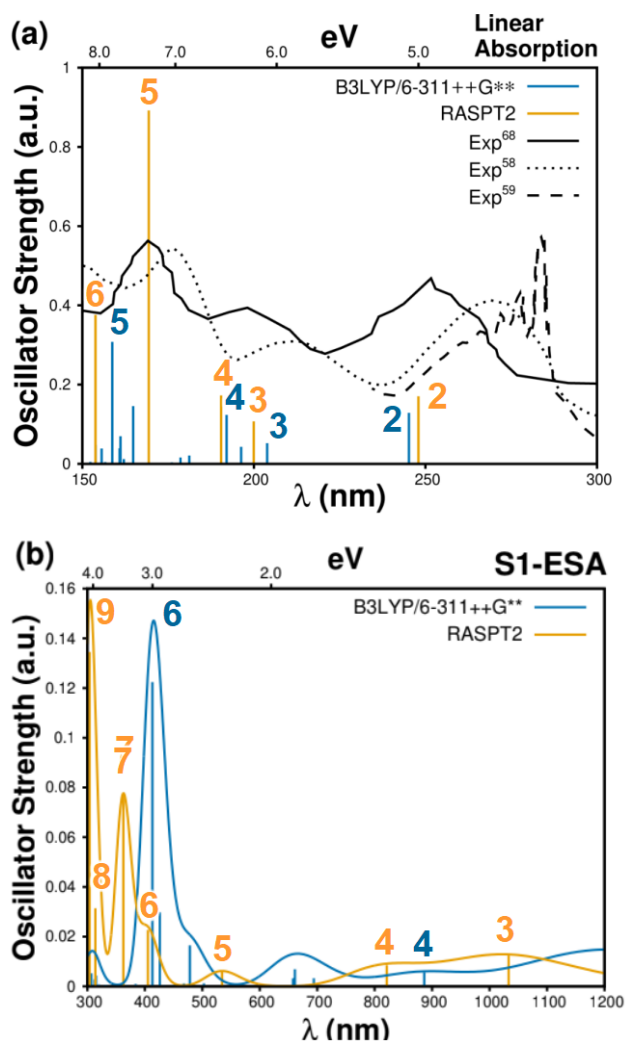 (a)
eV
Linear
Absorption
8.0 7.0 6.0 5.0
Oscillator Strength (a.u.)
1
0.8
0.6
0.4
0.2
0
B3LYP/6-311++G**
RASPT2
Exp68
Exp58
Exp59
5
6
5
4
4
3
3
2
2
150 200 250 300
λ (nm)
(b)
eV
S1-ESA
4.0 3.0 2.0
Oscillator Strength (a.u.)
0.16
0.14
0.12
0.1
0.08
0.06
0.04
0.02
0
B3LYP/6-311++G**
RASPT2
9
6
7
8
6
5
4
4
3
300 400 500 600 700 800 900 1000 1100 1200
λ (nm)